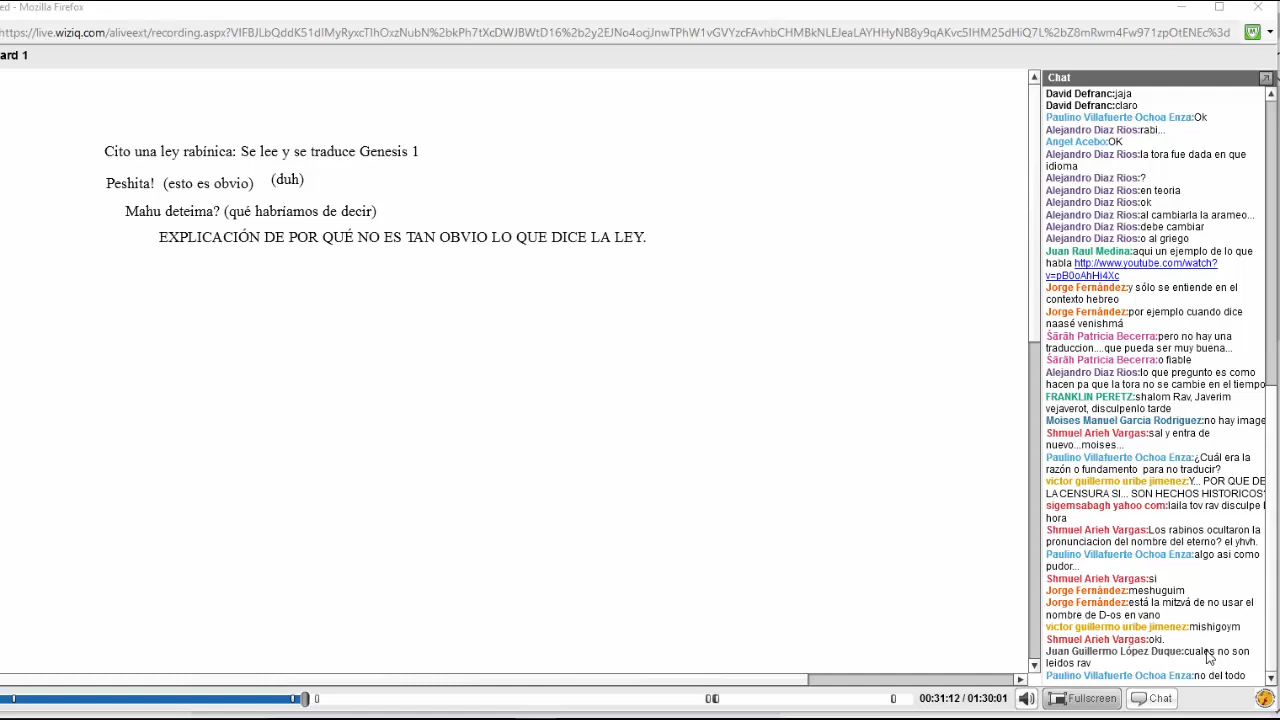 ed - Mozilla Firefox
https://live.wiziq.com/aliveext/recording.aspx?
ard 1
Cito una ley rabínica: Se lee y se traduce Genesis 1
Peshita! (esto es obvio) (duh)
Mahu deteima? (qué habríamos de decir)
EXPLICACIÓN DE POR QUÉ NO ES TAN OBVIO LO QUE DICE LA LEY.
Chat
David Defranc:jaja
David Defranc:claro
Paulino Villafuerte Ochoa Enza:Ok
Alejandro Diaz Rios:rabi...
Angel Acebo:OK
Alejandro Diaz Rios:la tora fue dada en que
idioma
Alejandro Diaz Rios:?
Alejandro Diaz Rios:en teoria
Alejandro Diaz Rios:ok
Alejandro Diaz Rios:al cambiarla la arameo...
Alejandro Diaz Rios:debe cambiar
Alejandro Diaz Rios:o al griego
Juan Raul Medina:aqui un ejemplo de lo que
habla http://www.youtube.com/watch?
v=pB0oAhHi4Xc
Jorge Fernández:y sólo se entiende en el
contexto hebreo
Jorge Fernández:por ejemplo cuando dice
naasé venishmá
Śārāh Patricia Becerra:pero no hay una
traduccion....que pueda ser muy buena...
Śārāh Patricia Becerra:o fiable
Alejandro Diaz Rios:lo que pregunto es como
hacen pa que la tora no se cambie en el tiempo
FRANKLIN PERETZ:shalom Rav, Javerim
vejaverot, disculpenlo tarde
Moises Manuel Garcia Rodriguez:no hay image
Shmuel Arieh Vargas:sal y entra de
nuevo...moises...
Paulino Villafuerte Ochoa Enza:¿Cuál era la
razón o fundamento para no traducir?
victor guillermo uribe jimenez:Y... POR QUE DE
LA CENSURA SI... SON HECHOS HISTORICOS
sigemsabagh yahoo com:laila tov rav disculpe l
hora
Shmuel Arieh Vargas:Los rabinos ocultaron la
pronunciacion del nombre del eterno? el yhvh.
Paulino Villafuerte Ochoa Enza:algo asi como
pudor...
Shmuel Arieh Vargas:si
Jorge Fernández:meshuguim
Jorge Fernández:está la mitzvá de no usar el
nombre de D-os en vano
victor guillermo uribe jimenez:mishigoym
Shmuel Arieh Vargas:oki.
Juan Guillermo López Duque:cuales no son
leidos rav
Paulino Villafuerte Ochoa Enza:no del todo
00:31:12 / 01:30:01 Fullscreen Chat